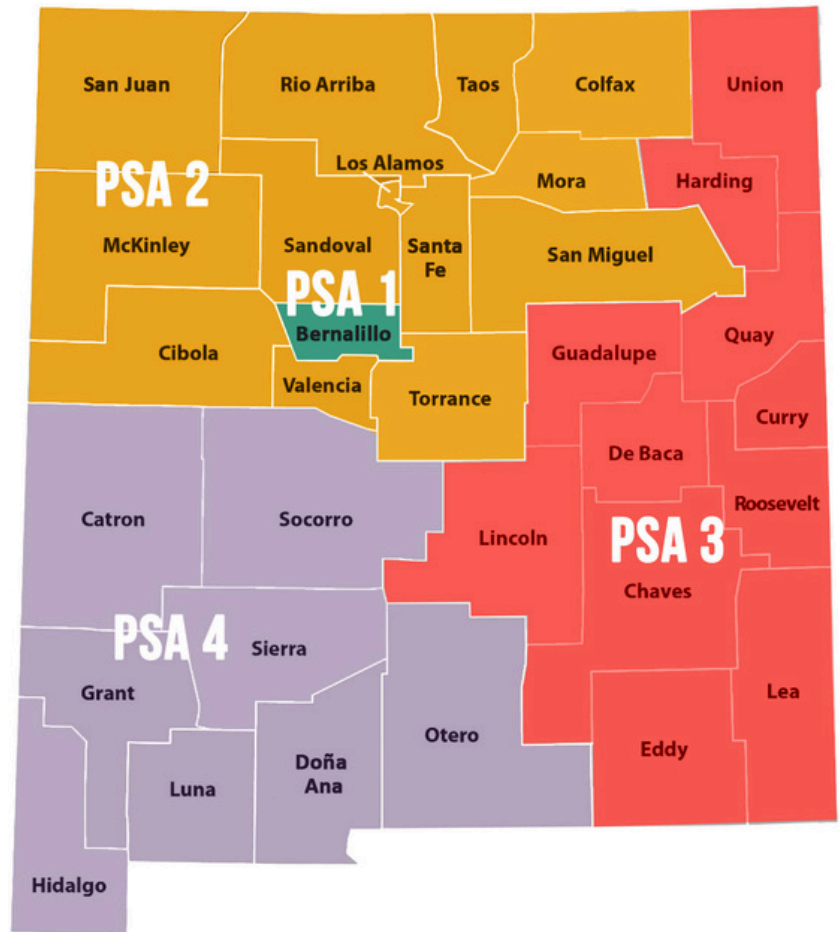 San Juan
Rio Arriba
Taos
Colfax
Union
Los Alamos
PSA 2
Mora
Harding
McKinley
Sandoval
Santa
Fe
San Miguel
PSA 1
Bernalillo
Quay
Cibola
Guadalupe
Valencia
Torrance
Curry
De Baca
Roosevelt
Catron
Socorro
Lincoln
PSA 3
Chaves
PSA 4
Sierra
Grant
Lea
Otero
Eddy
Doña
Ana
Luna
Hidalgo